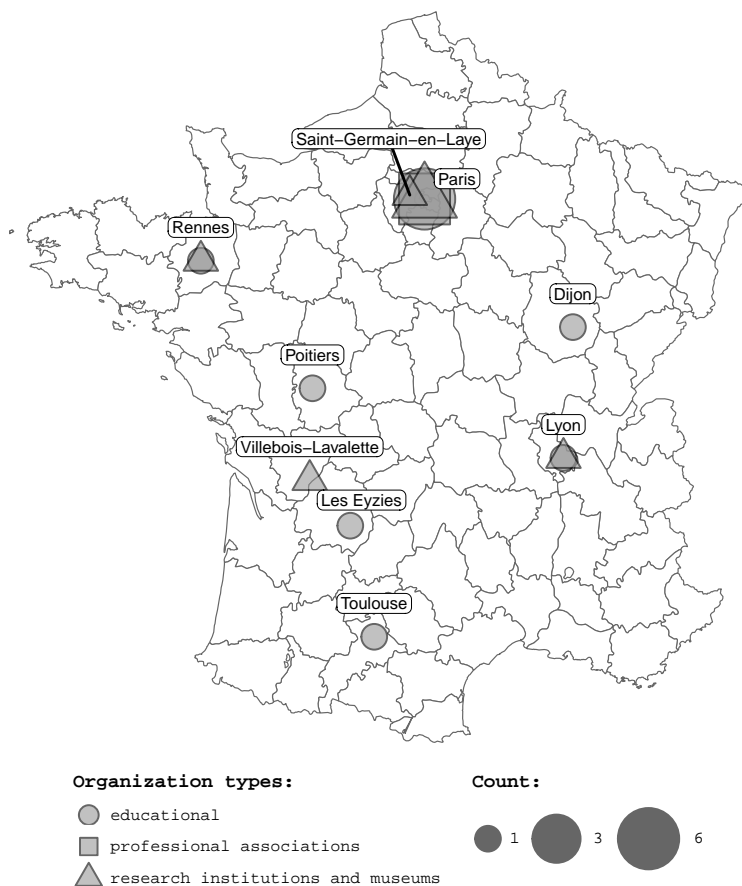 Saint−Germain−en−Laye
Paris
Rennes
Dijon
Poitiers
Lyon
Villebois−Lavalette
Les Eyzies
Toulouse
Organization types:
educational
professional associations
research institutions and museums
Count:
1
3
6